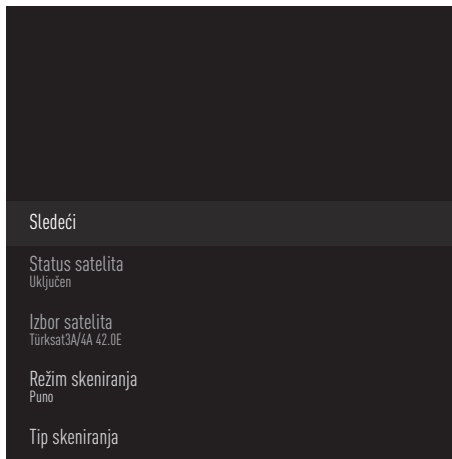 Sledeći
Status satelita
Uključen
Izbor satelita
Türksat3A/4A 42.0E
Režim skeniranja
Puno
Tip skeniranja